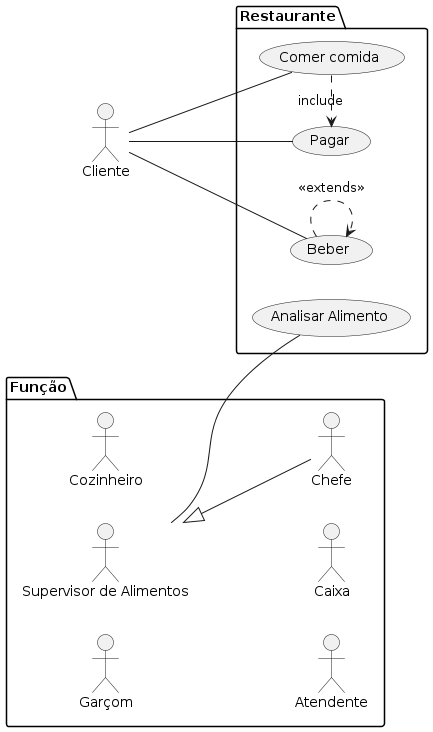 Restaurante
Comer comida
include
Cliente
Pagar
«extends»
Beber
Analisar Alimento
Função
Cozinheiro
Chefe
Supervisor de Alimentos
Caixa
Garçom
Atendente